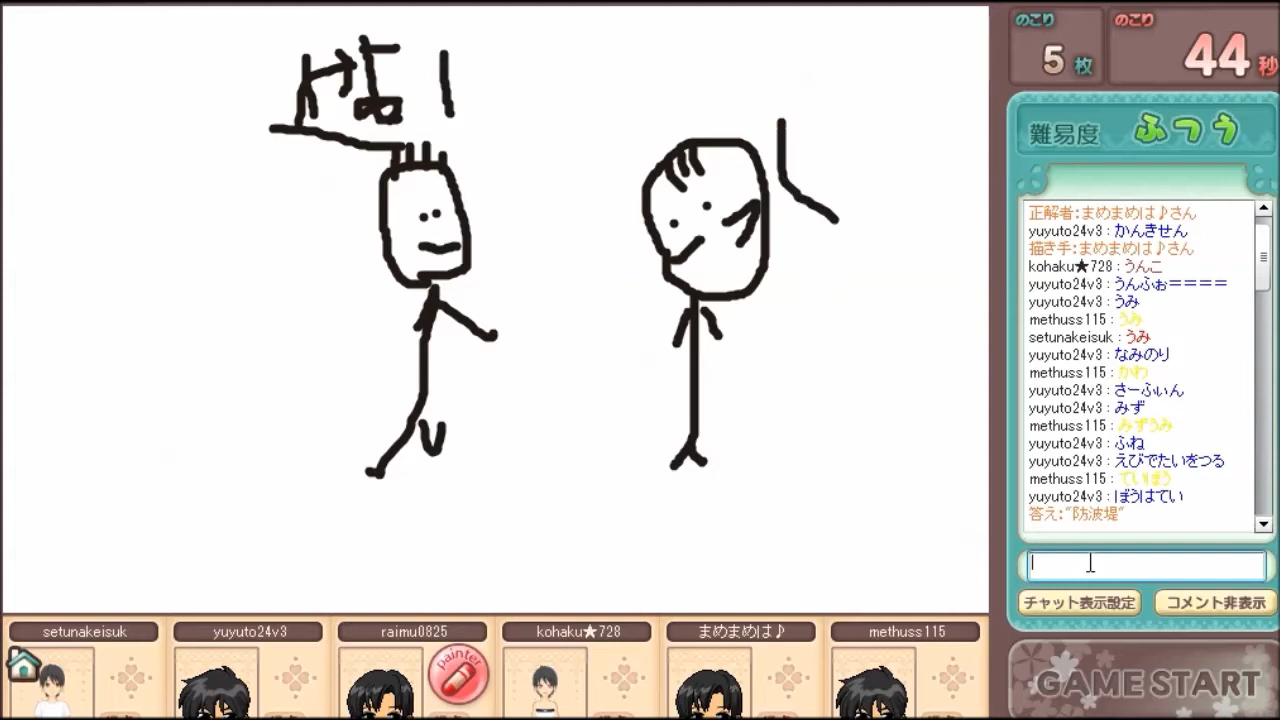 のこり
5枚
のこり
44秒
難易度 ふつう
正解者:まめまめは♪さん
yuyuto24v3 : かんきせん
描き手:まめまめは♪さん
kohaku★728 : うんこ
yuyuto24v3 : うんふぉ====
yuyuto24v3 : うみ
methuss115 : うみ
setunakeisuk : うみ
yuyuto24v3 : なみのり
methuss115 : かわ
yuyuto24v3 : さーふぃん
yuyuto24v3 : みず
methuss115 : みずうみ
yuyuto24v3 : ふね
yuyuto24v3 : えびでたいをつる
methuss115 : ていぼう
yuyuto24v3 : ぼうはてい
答え:"防波堤"
チャット表示設定
コメント非表示
setunakeisuk
yuyuto24v3
raimu0825
kohaku★728
まめまめは♪
methuss115
painter
GAME START